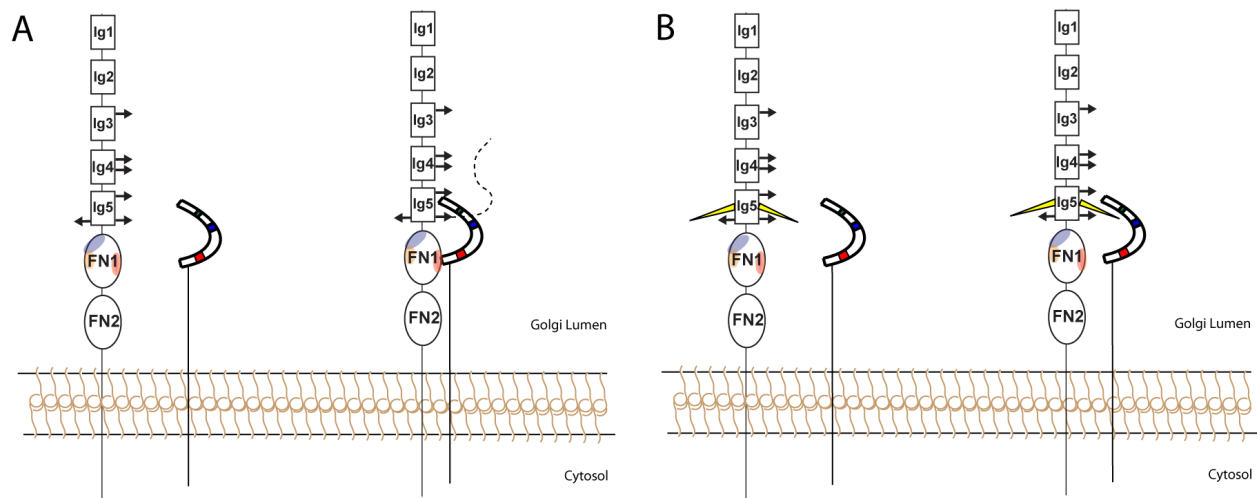 A
Ig1
Ig2
Ig3
Ig4
Ig5
FN1
FN2
Ig1
Ig2
Ig3
Ig4
Ig5
FN1
FN2
Golgi Lumen
Cytosol
B
Ig1
Ig2
Ig3
Ig4
Ig5
FN1
FN2
Ig1
Ig2
Ig3
Ig4
Ig5
FN1
FN2
Golgi Lumen
Cytosol